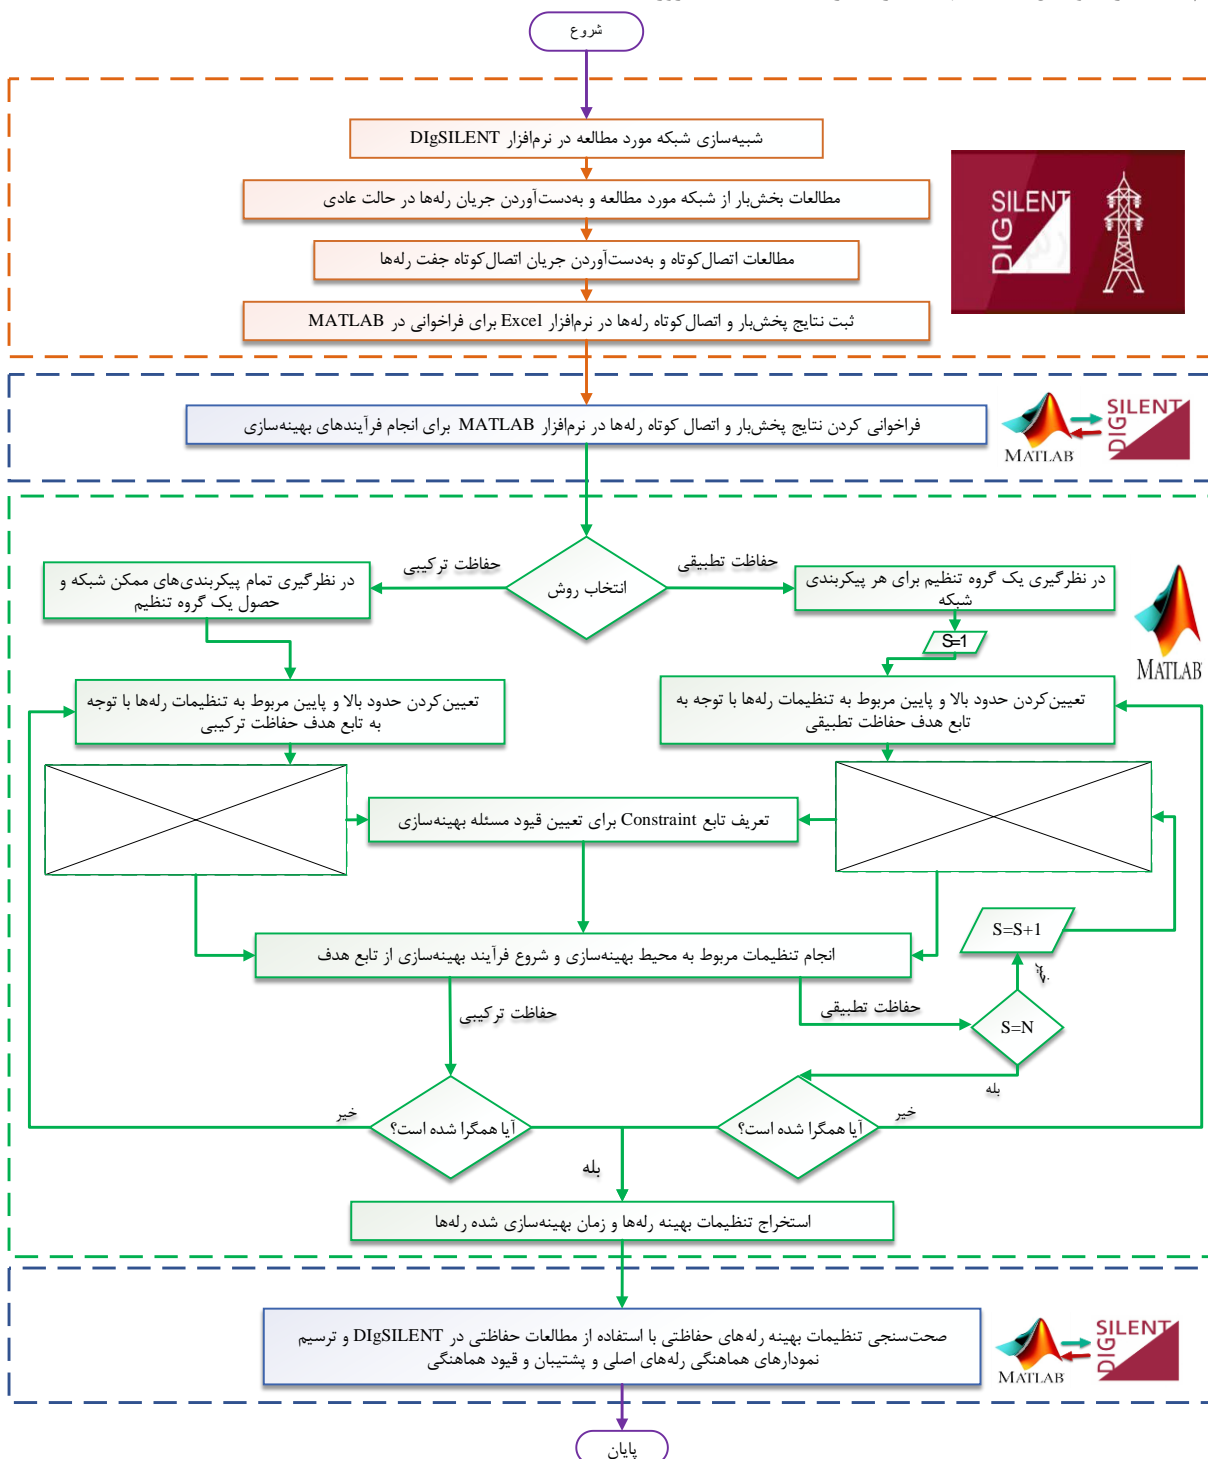 شروع
شبیه‌سازی شبکه مورد مطالعه در نرم‌افزار DIgSILENT
مطالعات بخش‌بار از شبکه مورد مطالعه و به‌دست‌آوردن جریان رله‌ها در حالت عادی
مطالعات اتصال‌کوتاه و به‌دست‌آوردن جریان اتصال‌کوتاه جفت رله‌ها
ثبت نتایج پخش‌بار و اتصال‌کوتاه رله‌ها در نرم‌افزار Excel برای فراخوانی در MATLAB
DIG
SILENT
فراخوانی کردن نتایج پخش‌بار و اتصال کوتاه رله‌ها در نرم‌افزار MATLAB برای انجام فرآیندهای بهینه‌سازی
MATLAB
DIG
SILENT
انتخاب روش
حفاظت تطبیقی
حفاظت ترکیبی
در نظرگیری یک گروه تنظیم برای هر پیکربندی
شبکه
در نظرگیری تمام پیکربندی‌های ممکن شبکه و
حصول یک گروه تنظیم
S=1
MATLAB
تعیین‌کردن حدود بالا و پایین مربوط به تنظیمات رله‌ها با توجه به
تابع هدف حفاظت تطبیقی
تعیین‌کردن حدود بالا و پایین مربوط به تنظیمات رله‌ها با توجه
به تابع هدف حفاظت ترکیبی
تعریف تابع Constraint برای تعیین قیود مسئله بهینه‌سازی
انجام تنظیمات مربوط به محیط بهینه‌سازی و شروع فرآیند بهینه‌سازی از تابع هدف
S=S+1
خیر
حفاظت تطبیقی
حفاظت ترکیبی
S=N
بله
آیا همگرا شده است؟
خیر
آیا همگرا شده است؟
خیر
بله
استخراج تنظیمات بهینه رله‌ها و زمان بهینه‌سازی شده رله‌ها
صحت‌سنجی تنظیمات بهینه رله‌های حفاظتی با استفاده از مطالعات حفاظتی در DIgSILENT و ترسیم
نمودارهای هماهنگی رله‌های اصلی و پشتیبان و قیود هماهنگی
MATLAB
DIG
SILENT
پایان